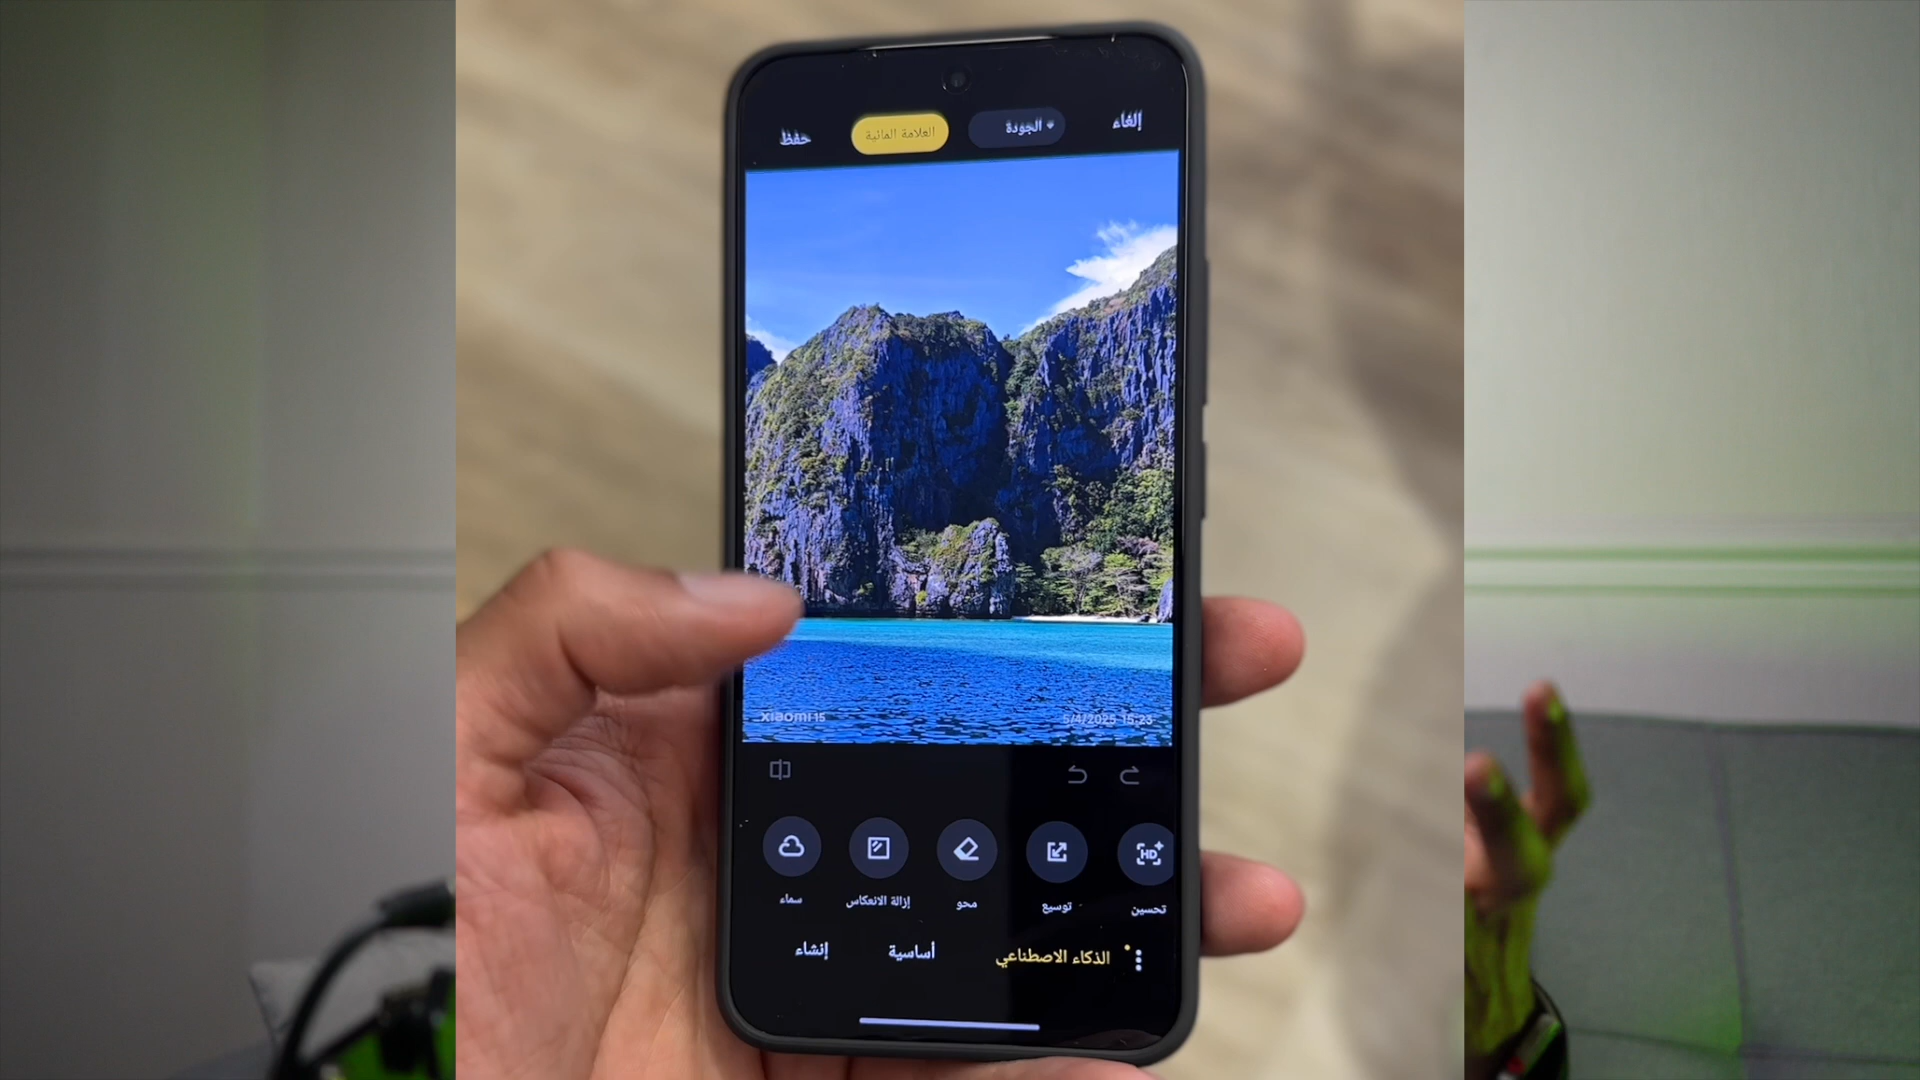 إلغاء
الجودة
العلامة المائية
حفظ
xiaomi 15
5/4/2025 15:23
HD
تحسين
توسيع
محو
إزالة الانعكاس
سماء
الذكاء الاصطناعي
أساسية
إنشاء